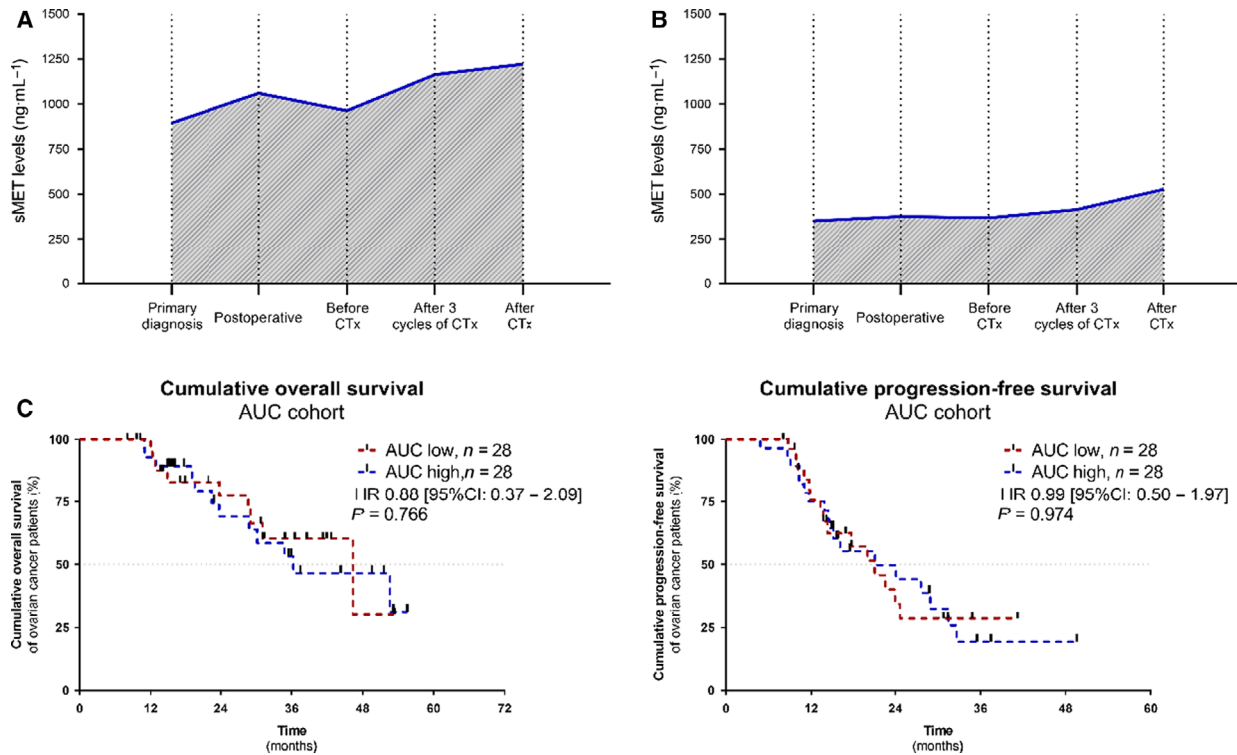 A
sMET levels (ng·mL−1)
1500
1250
1000
750
500
250
0
Primary
diagnosis
Postoperative
Before
CTx
After 3
cycles of CTx
After
CTx
B
sMET levels (ng·mL−1)
1500
1250
1000
750
500
250
0
Primary
diagnosis
Postoperative
Before
CTx
After 3
cycles of CTx
After
CTx
C
Cumulative overall survival
AUC cohort
Cumulative overall survival
of ovarian cancer patients (%)
100
75
50
25
0
AUC low, n = 28
AUC high, n = 28
HR 0.88 [95%CI: 0.37 – 2.09]
P = 0.766
0 12 24 36 48 60 72
Time
(months)
Cumulative progression-free survival
AUC cohort
Cumulative progression-free survival
of ovarian cancer patients (%)
100
75
50
25
0
AUC low, n = 28
AUC high, n = 28
HR 0.99 [95%CI: 0.50 – 1.97]
P = 0.974
0 12 24 36 48 60
Time
(months)